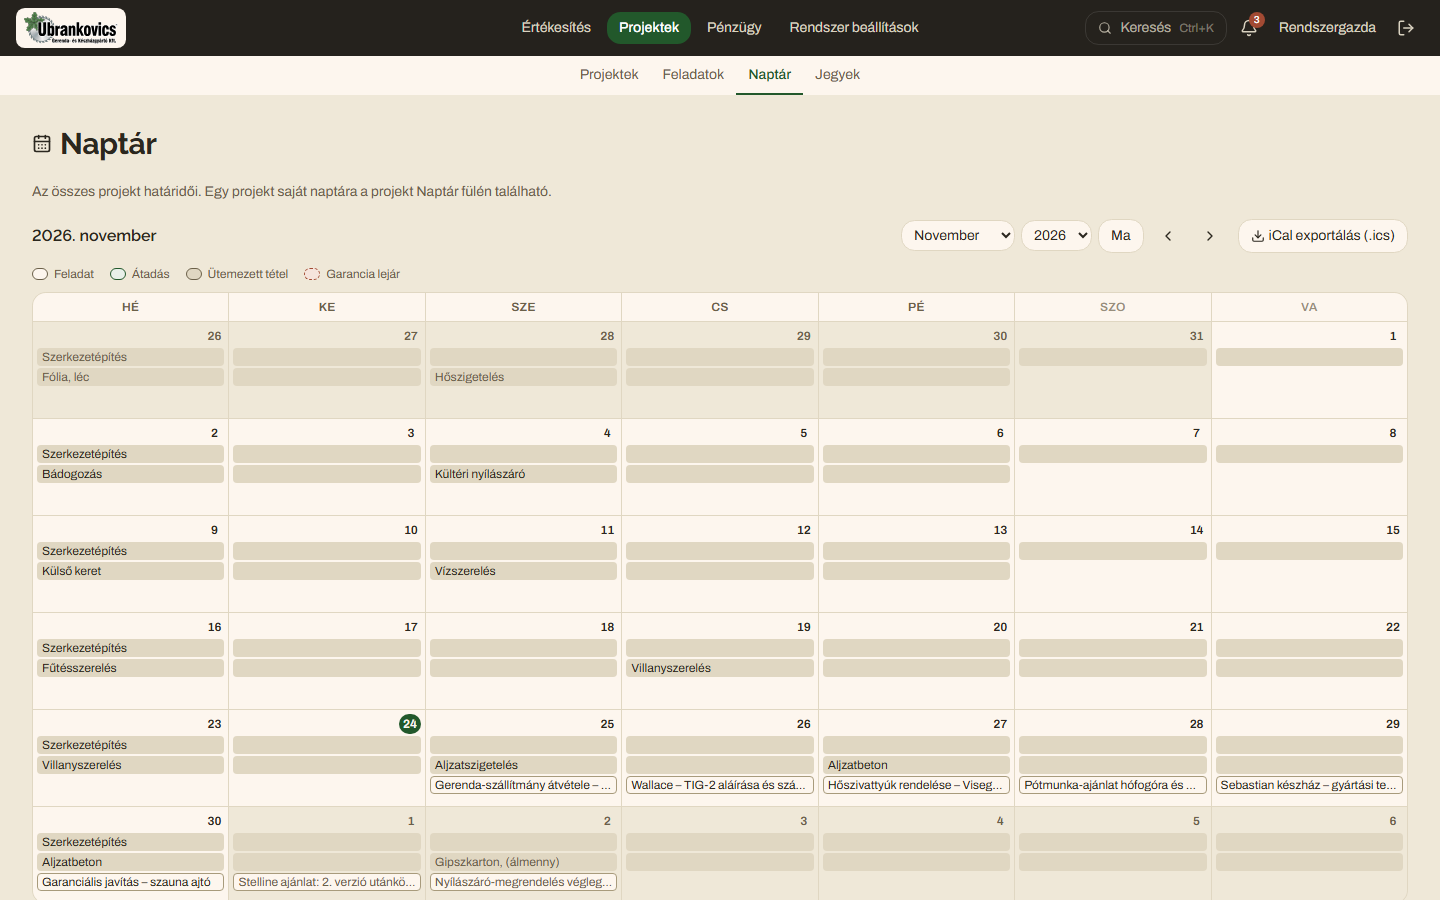 Ubrankovics
Gerenda- és Készházgyártó Kft.
Értékesítés Projektek Pénzügy Rendszer beállítások Keresés Ctrl+K 3 Rendszergazda
Projektek Feladatok Naptár Jegyek
Naptár
Az összes projekt határidői. Egy projekt saját naptára a projekt Naptár fülén található.
2026. november November 2026 Ma iCal exportálás (.ics)
Feladat Átadás Ütemezett tétel Garancia lejár
HÉ KE SZE CS PÉ SZO VA
26 27 28 29 30 31 1
Szerkezetépítés
Fólia, léc Hőszigetelés
2 3 4 5 6 7 8
Szerkezetépítés
Bádogozás Kültéri nyílászáró
9 10 11 12 13 14 15
Szerkezetépítés
Külső keret Vízszerelés
16 17 18 19 20 21 22
Szerkezetépítés
Fűtésszerelés Villanyszerelés
23 24 25 26 27 28 29
Szerkezetépítés
Villanyszerelés Aljzatszigetelés Aljzatbeton
Gerenda-szállítmány átvétele – ... Wallace – TIG-2 aláírása és szá... Hőszivattyúk rendelése – Viseg... Pótmunka-ajánlat hófogóra és ... Sebastian készház – gyártási te...
30 1 2 3 4 5 6
Szerkezetépítés
Aljzatbeton Gipszkarton, (álmenny)
Garanciális javítás – szauna ajtó Stelline ajánlat: 2. verzió utánkö... Nyílászáró-megrendelés végleg...